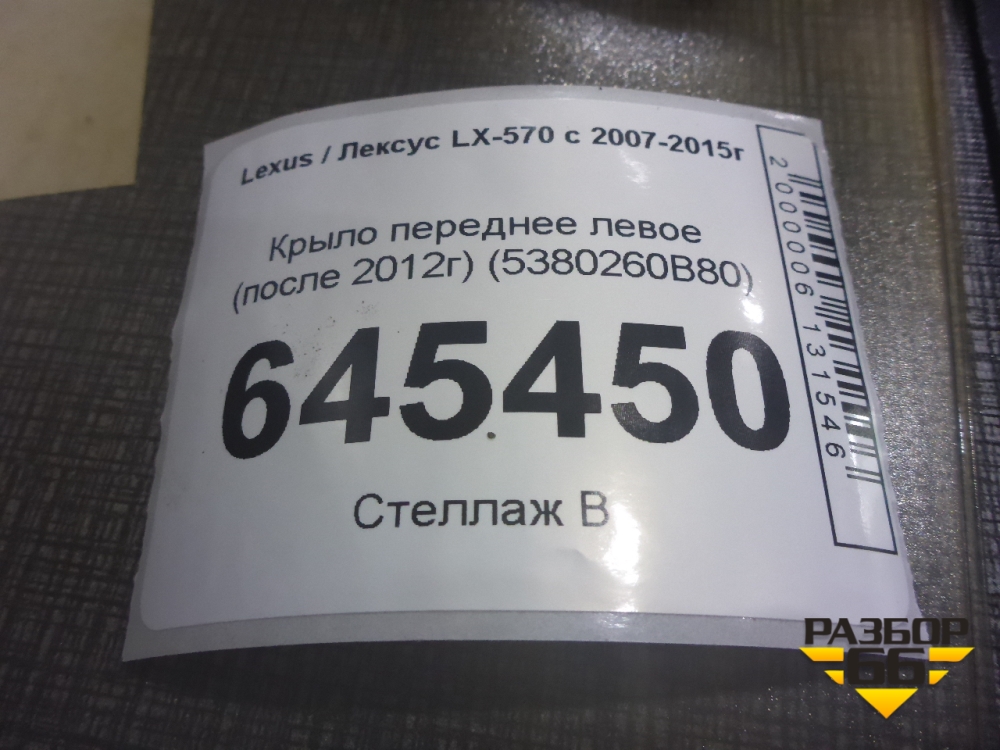 Lexus / Лексус LX-570 с 2007-2015г
Крыло переднее левое
(после 2012г) (5380260B80)
645450
Стеллаж В
2000006131546
РАЗБОР
66